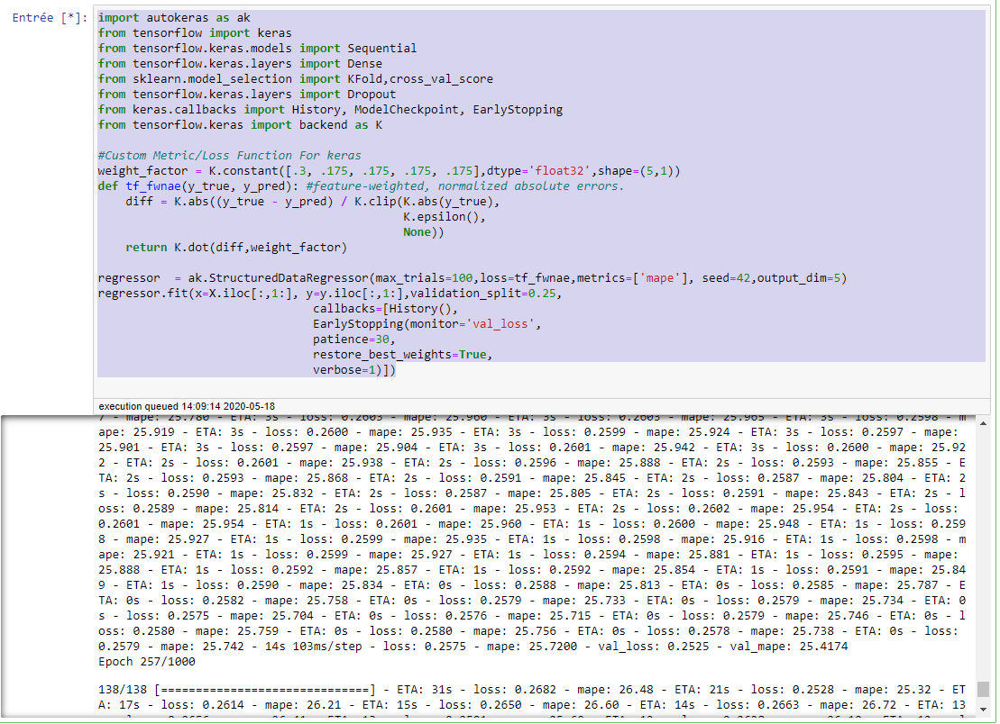 Entrée [*]:
import autokeras as ak
from tensorflow import keras
from tensorflow.keras.models import Sequential
from tensorflow.keras.layers import Dense
from sklearn.model_selection import KFold,cross_val_score
from tensorflow.keras.layers import Dropout
from keras.callbacks import History, ModelCheckpoint, EarlyStopping
from tensorflow.keras import backend as K
#Custom Metric/Loss Function For keras
weight_factor = K.constant([.3, .175, .175, .175, .175],dtype='float32',shape=(5,1))
def tf_fwnae(y_true, y_pred): #feature-weighted, normalized absolute errors.
diff = K.abs((y_true - y_pred) / K.clip(K.abs(y_true),
K.epsilon(),
None))
return K.dot(diff,weight_factor)
regressor  = ak.StructuredDataRegressor(max_trials=100,loss=tf_fwnae,metrics=['mape'], seed=42,output_dim=5)
regressor.fit(x=X.iloc[:,1:], y=y.iloc[:,1:],validation_split=0.25,
callbacks=[History(),
EarlyStopping(monitor='val_loss',
patience=30,
restore_best_weights=True,
verbose=1)])
execution queued 14:09:14 2020-05-18
7 - mape: 25.780 - ETA: 3s - loss: 0.2603 - mape: 25.960 - ETA: 3s - loss: 0.2603 - mape: 25.965 - ETA: 3s - loss: 0.2598 - m
ape: 25.919 - ETA: 3s - loss: 0.2600 - mape: 25.935 - ETA: 3s - loss: 0.2599 - mape: 25.924 - ETA: 3s - loss: 0.2597 - mape:
25.901 - ETA: 3s - loss: 0.2597 - mape: 25.904 - ETA: 3s - loss: 0.2601 - mape: 25.942 - ETA: 3s - loss: 0.2600 - mape: 25.92
2 - ETA: 2s - loss: 0.2601 - mape: 25.938 - ETA: 2s - loss: 0.2596 - mape: 25.888 - ETA: 2s - loss: 0.2593 - mape: 25.855 - E
TA: 2s - loss: 0.2593 - mape: 25.868 - ETA: 2s - loss: 0.2591 - mape: 25.845 - ETA: 2s - loss: 0.2587 - mape: 25.804 - ETA: 2
s - loss: 0.2590 - mape: 25.832 - ETA: 2s - loss: 0.2587 - mape: 25.805 - ETA: 2s - loss: 0.2591 - mape: 25.843 - ETA: 2s - l
oss: 0.2589 - mape: 25.814 - ETA: 2s - loss: 0.2601 - mape: 25.953 - ETA: 2s - loss: 0.2602 - mape: 25.954 - ETA: 2s - loss:
0.2601 - mape: 25.954 - ETA: 1s - loss: 0.2601 - mape: 25.960 - ETA: 1s - loss: 0.2600 - mape: 25.948 - ETA: 1s - loss: 0.259
8 - mape: 25.927 - ETA: 1s - loss: 0.2599 - mape: 25.935 - ETA: 1s - loss: 0.2598 - mape: 25.916 - ETA: 1s - loss: 0.2598 - m
ape: 25.921 - ETA: 1s - loss: 0.2599 - mape: 25.927 - ETA: 1s - loss: 0.2594 - mape: 25.881 - ETA: 1s - loss: 0.2595 - mape:
25.888 - ETA: 1s - loss: 0.2592 - mape: 25.857 - ETA: 1s - loss: 0.2592 - mape: 25.854 - ETA: 1s - loss: 0.2591 - mape: 25.84
9 - ETA: 1s - loss: 0.2590 - mape: 25.834 - ETA: 0s - loss: 0.2588 - mape: 25.813 - ETA: 0s - loss: 0.2585 - mape: 25.787 - E
TA: 0s - loss: 0.2582 - mape: 25.758 - ETA: 0s - loss: 0.2579 - mape: 25.733 - ETA: 0s - loss: 0.2579 - mape: 25.734 - ETA: 0
s - loss: 0.2575 - mape: 25.704 - ETA: 0s - loss: 0.2576 - mape: 25.715 - ETA: 0s - loss: 0.2579 - mape: 25.746 - ETA: 0s - l
oss: 0.2580 - mape: 25.759 - ETA: 0s - loss: 0.2580 - mape: 25.756 - ETA: 0s - loss: 0.2578 - mape: 25.738 - ETA: 0s - loss:
0.2579 - mape: 25.742 - 14s 103ms/step - loss: 0.2575 - mape: 25.7200 - val_loss: 0.2525 - val_mape: 25.4174
Epoch 257/1000
138/138 [==============================] - ETA: 31s - loss: 0.2682 - mape: 26.48 - ETA: 21s - loss: 0.2528 - mape: 25.32 - ET
A: 17s - loss: 0.2614 - mape: 26.21 - ETA: 15s - loss: 0.2650 - mape: 26.60 - ETA: 14s - loss: 0.2663 - mape: 26.72 - ETA: 13